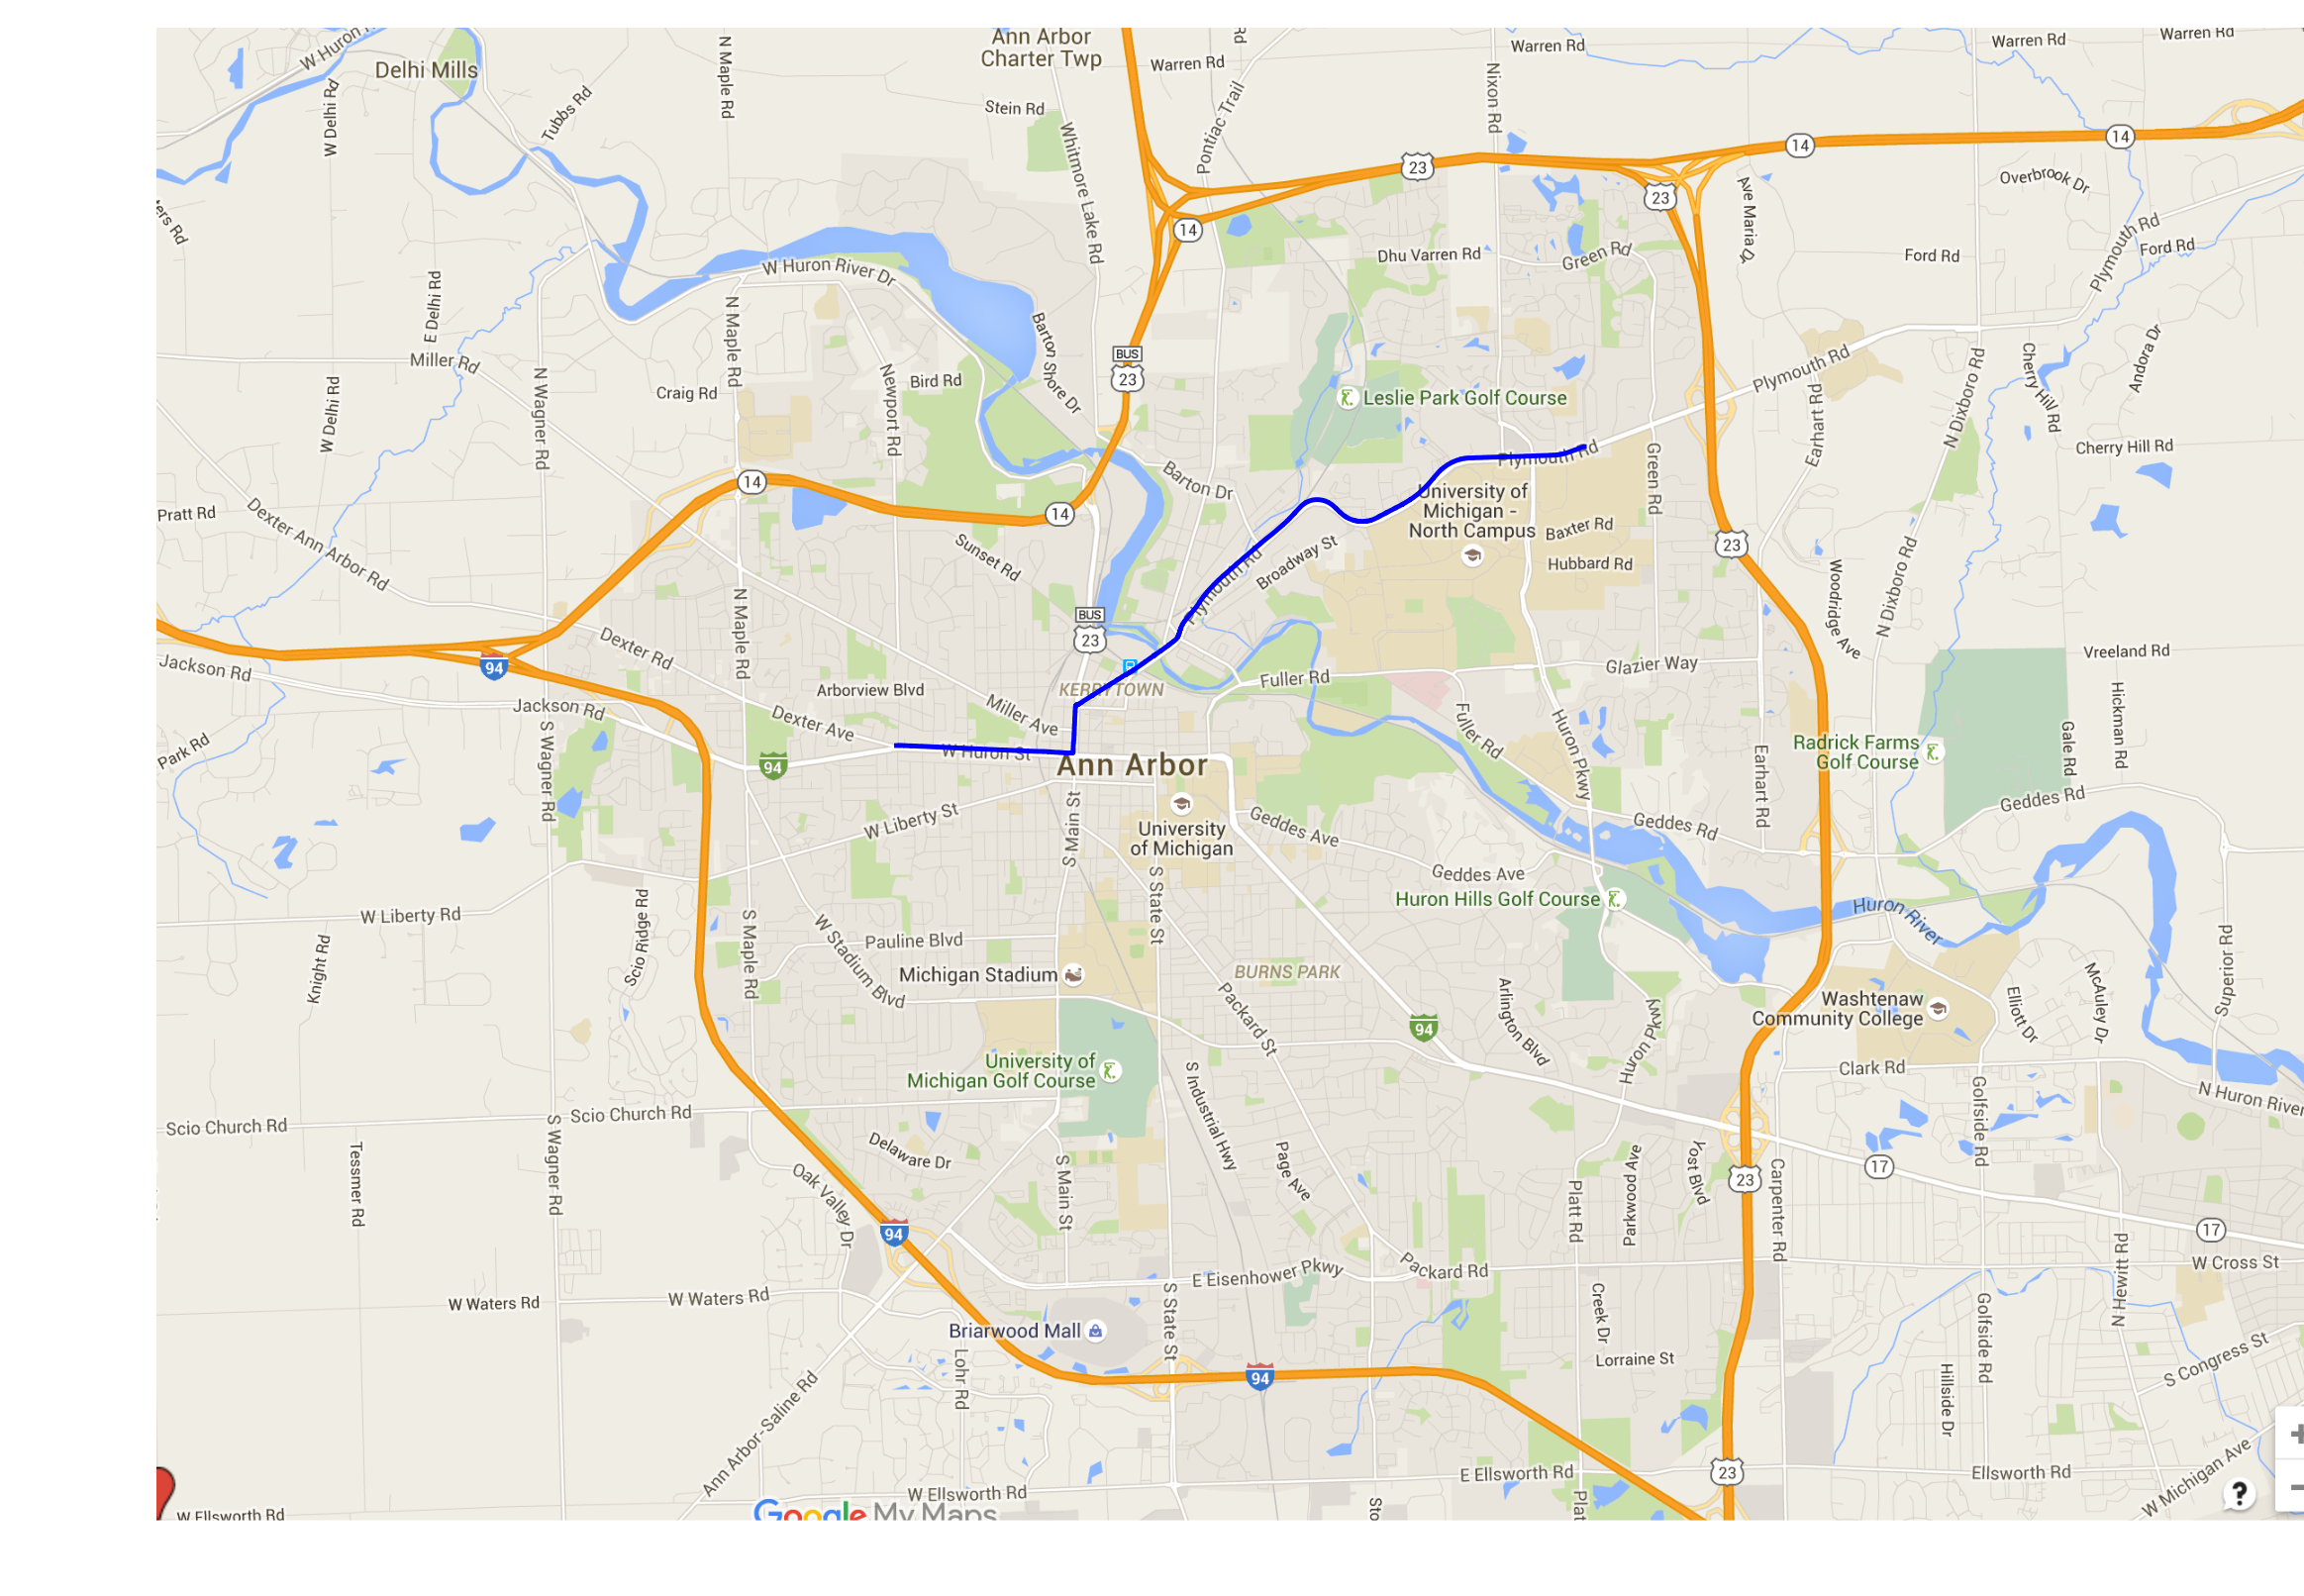 W Huron R
Delhi Mills
W Delhi Rd
Tubbs Rd
N Maple Rd
Ann Arbor
Charter Twp
Stein Rd
Whitmore Lake Rd
Warren Rd
Pontiac Trail
Rd
Nixon Rd
Warren Rd
Warren Rd
Warren Rd
14
14
23
23
14
Overbrook Dr
Ave Maria Dr
Plymouth Rd
Ford Rd
Ford Rd
ters Rd
W Huron River Dr
Dhu Varren Rd
Green Rd
E Delhi Rd
Miller Rd
N Maple Rd
Barton Shore Dr
BUS
23
Newport Rd
Bird Rd
Craig Rd
N Wagner Rd
W Delhi Rd
Leslie Park Golf Course
Plymouth Rd
Earhart Rd
N Dixboro Rd
Cherry Hill Rd
Andora Dr
Cherry Hill Rd
Plymouth Rd
Green Rd
Barton Dr
14
14
Pratt Rd
Dexter Ann Arbor Rd
Sunset Rd
University of
Michigan -
North Campus
Baxter Rd
Hubbard Rd
23
Broadway St
Plymouth Rd
Woodridge Ave
N Dixboro Rd
N Maple Rd
BUS
23
Dexter Rd
94
Jackson Rd
Jackson Rd
Arborview Blvd
KERRYTOWN
Miller Ave
Fuller Rd
Glazier Way
Vreeland Rd
Hickman Rd
Gale Rd
Dexter Ave
W Huron St
94
Ann Arbor
Fuller Rd
Huron Pkwy
Earhart Rd
Radrick Farms
Golf Course
Park Rd
S Wagner Rd
W Liberty St
S Main St
University
of Michigan
Geddes Ave
Geddes Rd
Geddes Rd
Geddes Ave
Huron Hills Golf Course
Huron River
W Liberty Rd
Scio Ridge Rd
Knight Rd
S Maple Rd
W Stadium Blvd
Pauline Blvd
Michigan Stadium
S State St
BURNS PARK
Packard St
94
Arlington Blvd
Huron Pkwy
Washtenaw
Community College
Elliott Dr
McAuley Dr
Superior Rd
University of
Michigan Golf Course
S Industrial Hwy
Clark Rd
N Huron River
Scio Church Rd
Scio Church Rd
Tessmer Rd
S Wagner Rd
Delaware Dr
Oak Valley Dr
S Main St
Page Ave
Platt Rd
Parkwood Ave
Yost Blvd
23
Carpenter Rd
Golfside Rd
17
17
94
E Eisenhower Pkwy
Packard Rd
N Hewitt Rd
W Cross St
W Waters Rd
W Waters Rd
Briarwood Mall
Lohr Rd
S State St
Creek Dr
Lorraine St
Golfside Rd
Hillside Dr
S Congress St
94
Ann Arbor-Saline Rd
E Ellsworth Rd
23
Ellsworth Rd
W Michigan Ave
W Ellsworth Rd
W Ellsworth Rd
Google My Maps
Sto
Plat
?